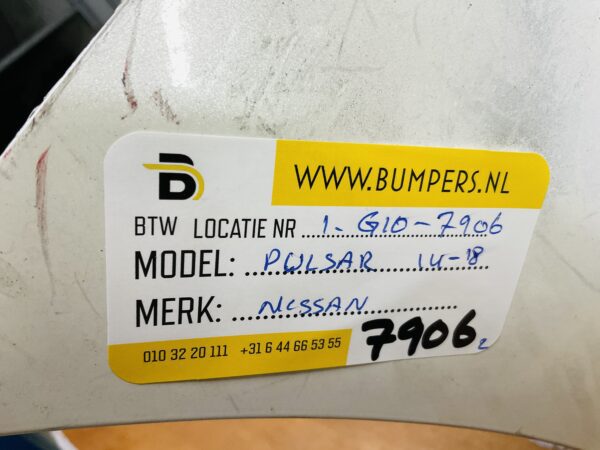 B
WWW.BUMPERS.NL
BTW LOCATIE NR 1-G10-7906
MODEL: PULSAR 14-18
MERK: NISSAN
010 32 20 111 +31 6 44 66 53 55
7906 2